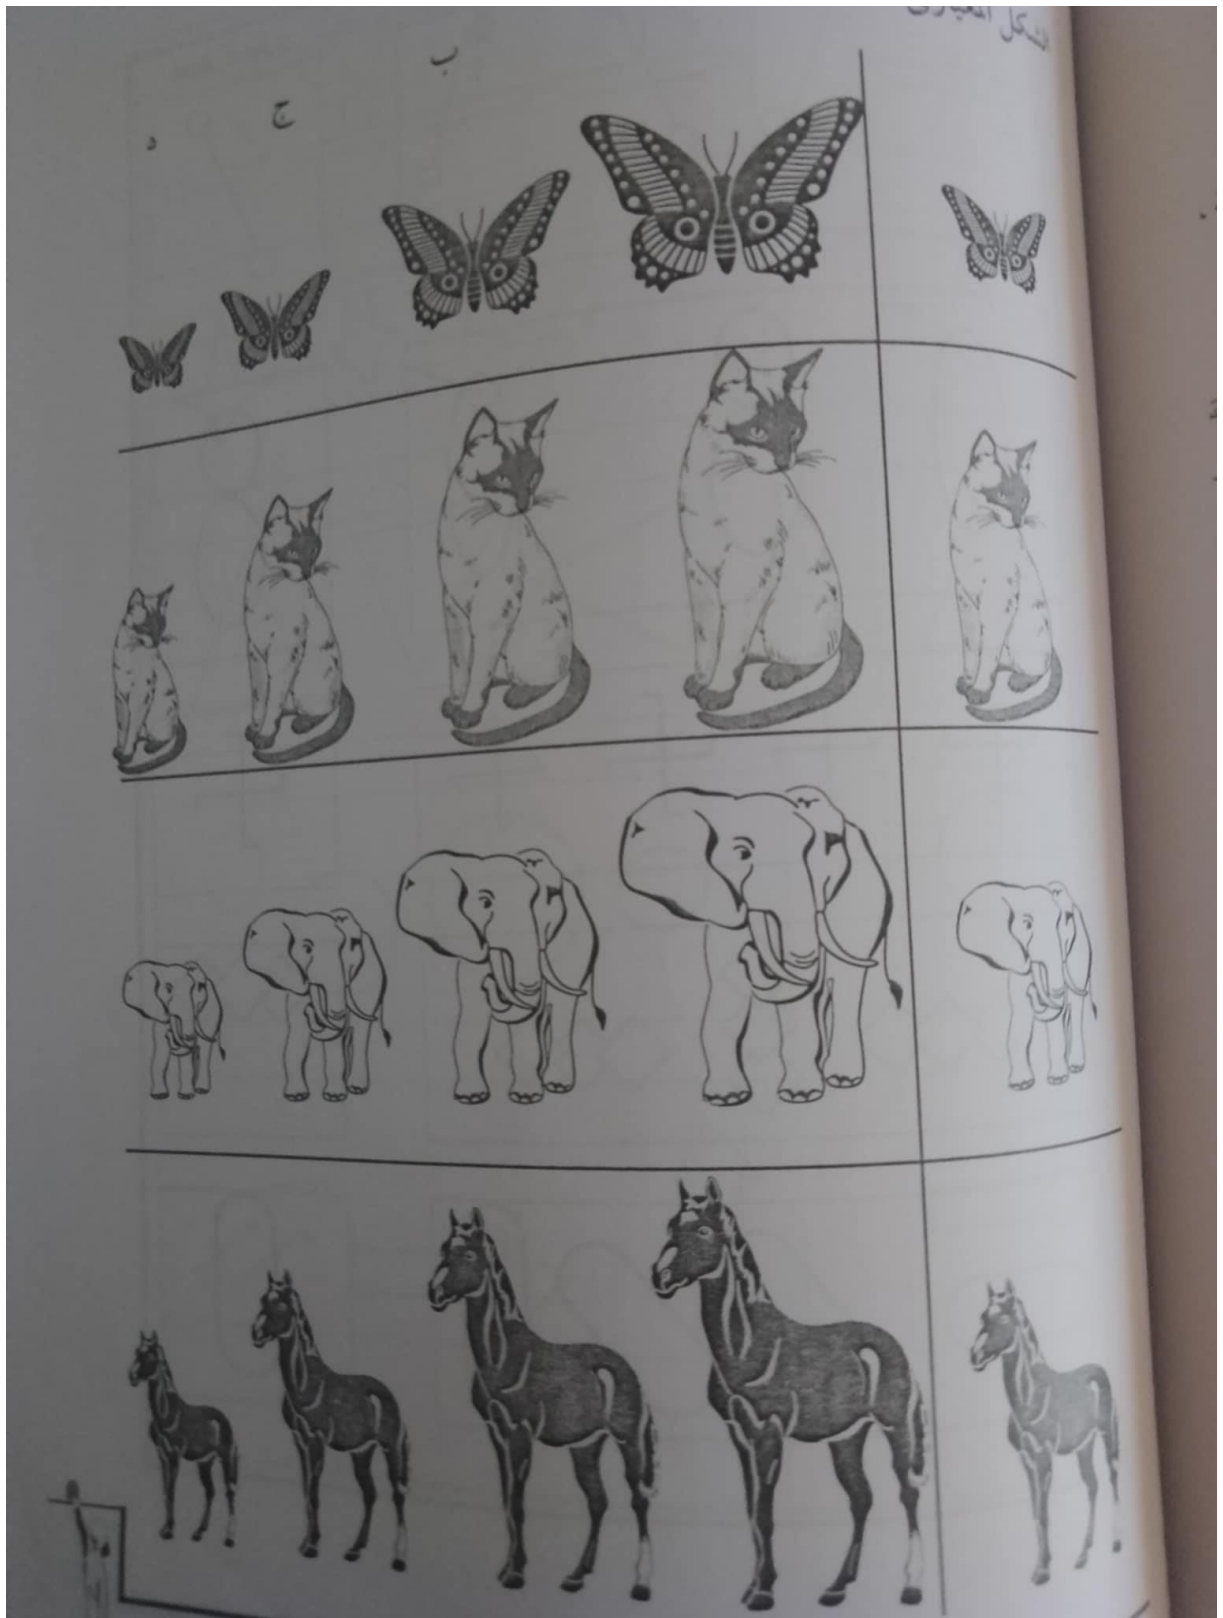 الشكل المعياري
ب
ج
د